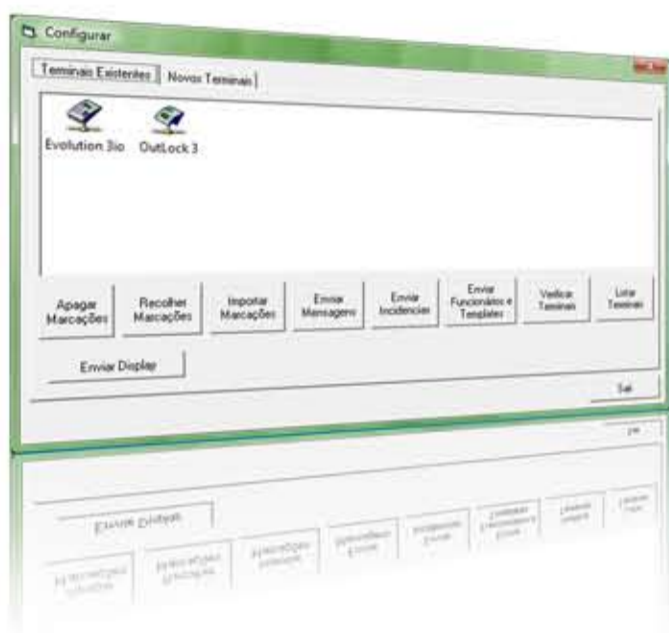 Configurar
Terminais Existentes Novos Terminais
Evolution 3io OutLock 3
Apagar Marcações
Recolher Marcações
Importar Marcações
Enviar Mensagens
Enviar Incidencias
Enviar Funcionários e Templates
Verificar Terminais
Listar Terminais
Enviar Display
Sair